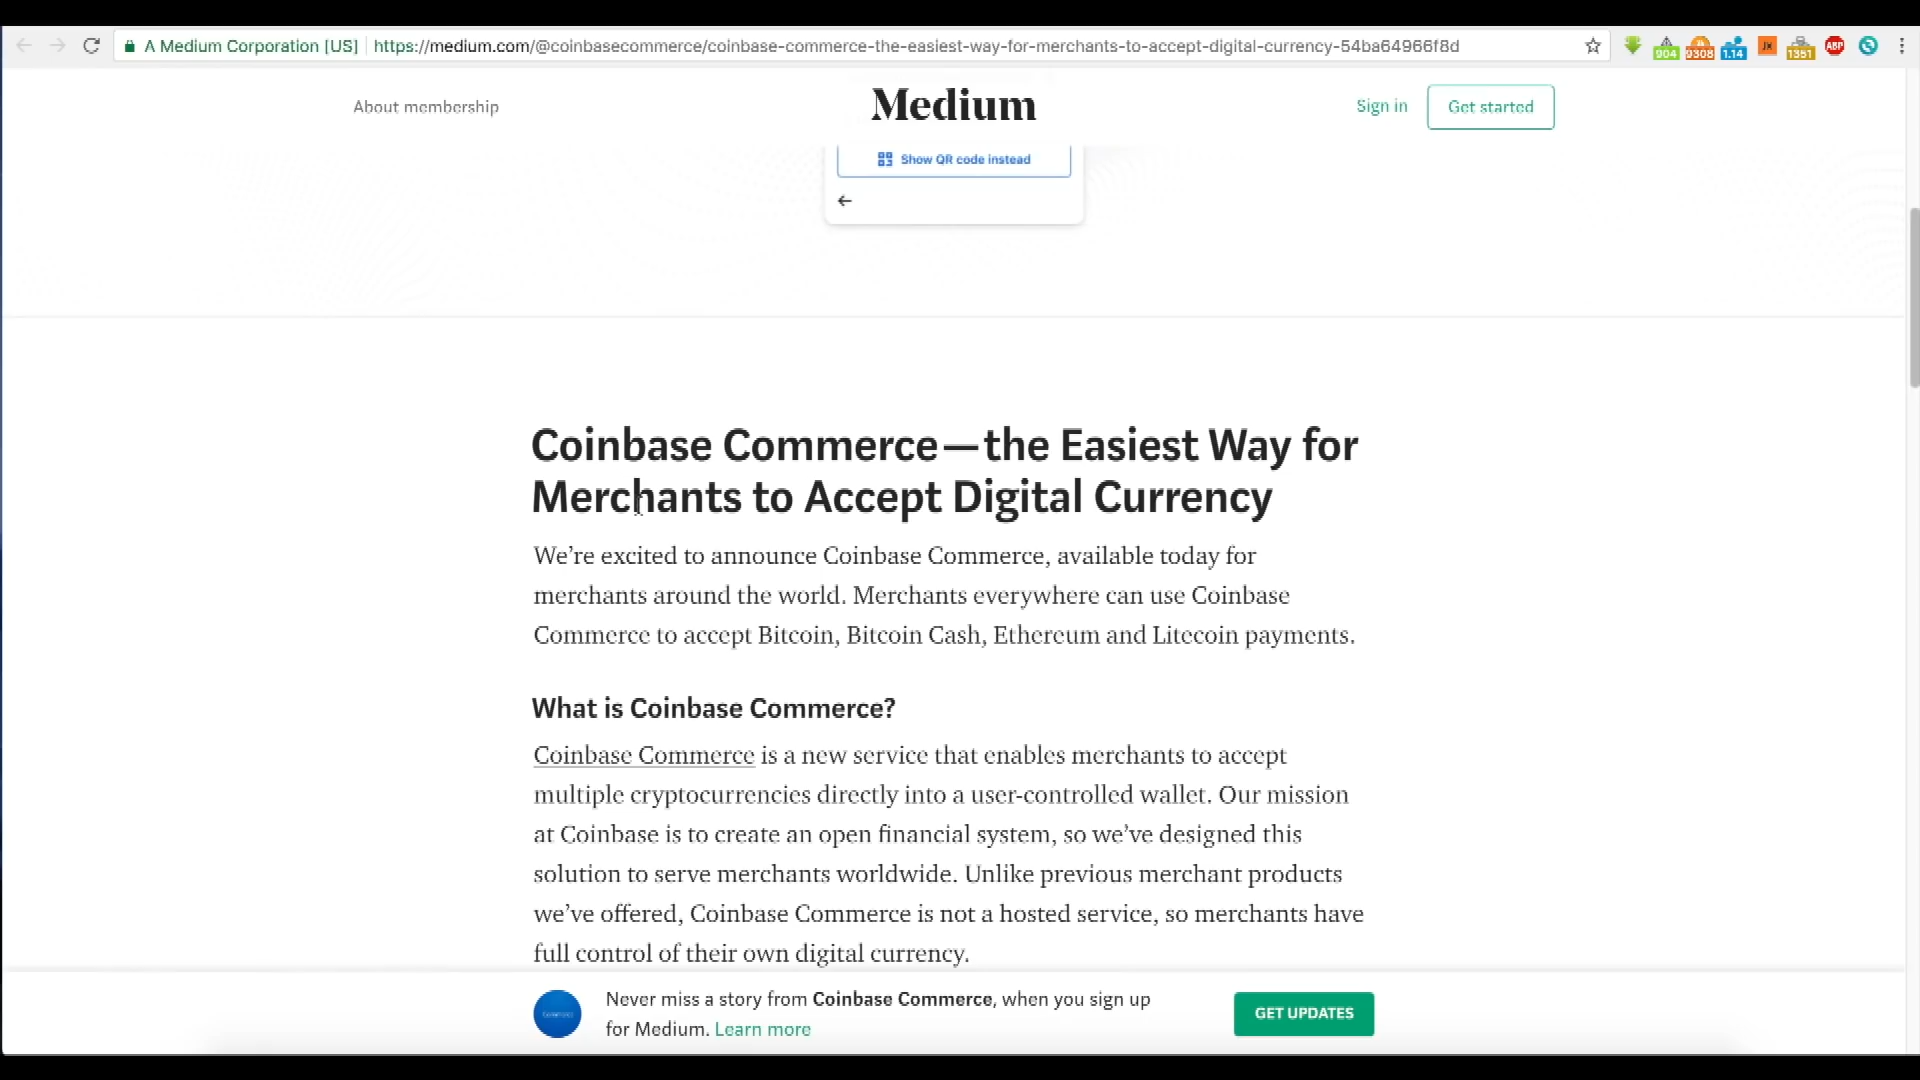 A Medium Corporation [US] https://medium.com/@coinbasecommerce/coinbase-commerce-the-easiest-way-for-merchants-to-accept-digital-currency-54ba64966f8d
904 9308 1.14 JK 1351 ABP
About membership
Medium
Sign in
Get started
Show QR code instead
Coinbase Commerce—the Easiest Way for
Merchants to Accept Digital Currency
We’re excited to announce Coinbase Commerce, available today for
merchants around the world. Merchants everywhere can use Coinbase
Commerce to accept Bitcoin, Bitcoin Cash, Ethereum and Litecoin payments.
What is Coinbase Commerce?
Coinbase Commerce is a new service that enables merchants to accept
multiple cryptocurrencies directly into a user-controlled wallet. Our mission
at Coinbase is to create an open financial system, so we’ve designed this
solution to serve merchants worldwide. Unlike previous merchant products
we’ve offered, Coinbase Commerce is not a hosted service, so merchants have
full control of their own digital currency.
Never miss a story from Coinbase Commerce, when you sign up
for Medium. Learn more
GET UPDATES